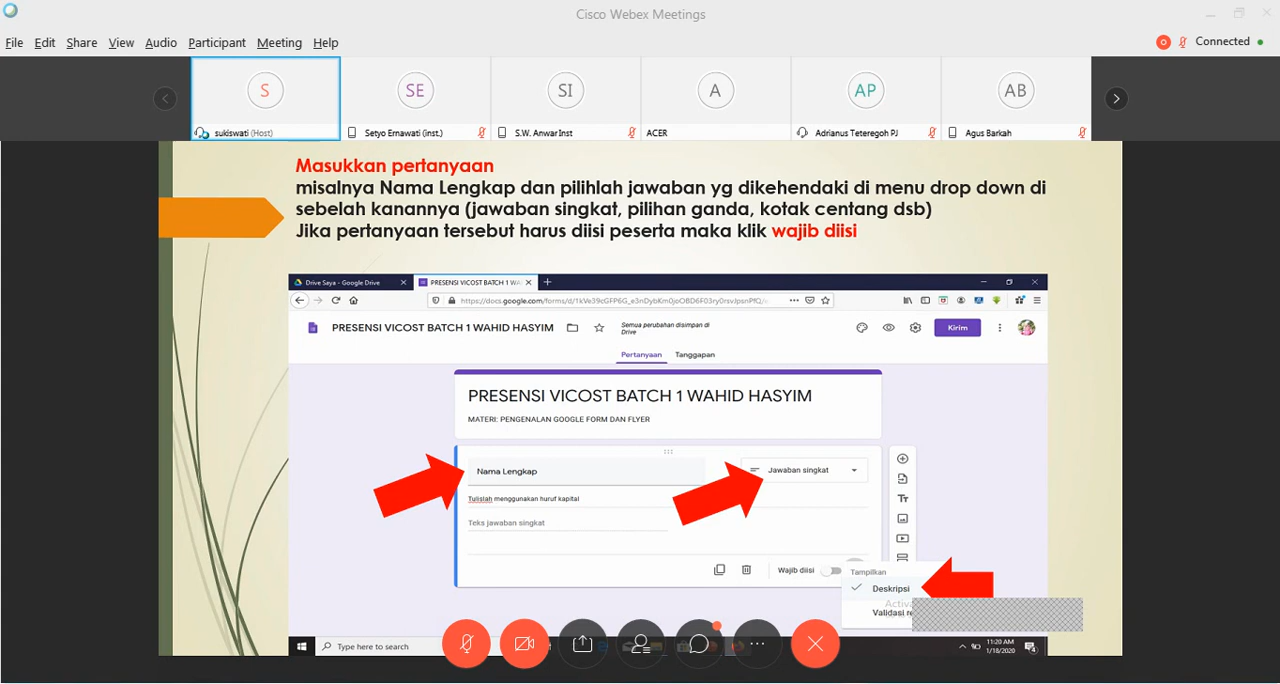 Cisco Webex Meetings
File Edit Share View Audio Participant Meeting Help
Connected
S
SE
SI
A
AP
AB
sukiswati (Host)
Setyo Ernawati (inst.)
S.W. Anwar Inst
ACER
Adrianus Teteregoh PJ
Agus Barkah
Masukkan pertanyaan
misalnya Nama Lengkap dan pilihlah jawaban yg dikehendaki di menu drop down di
sebelah kanannya (jawaban singkat, pilihan ganda, kotak centang dsb)
Jika pertanyaan tersebut harus diisi peserta maka klik wajib diisi
Drive Saya - Google Drive
PRESENSI VICOST BATCH 1 WAH
PRESENSI VICOST BATCH 1 WAHID HASYIM
Semua perubahan disimpan di
Drive
Kirim
Pertanyaan Tanggapan
PRESENSI VICOST BATCH 1 WAHID HASYIM
MATERI: PENGENALAN GOOGLE FORM DAN FLYER
Nama Lengkap
Jawaban singkat
Tulislah menggunakan huruf kapital
Teks jawaban singkat
Wajib diisi
Tampilkan
Deskripsi
Validasi re
Type here to search
11:20 AM
1/18/2020